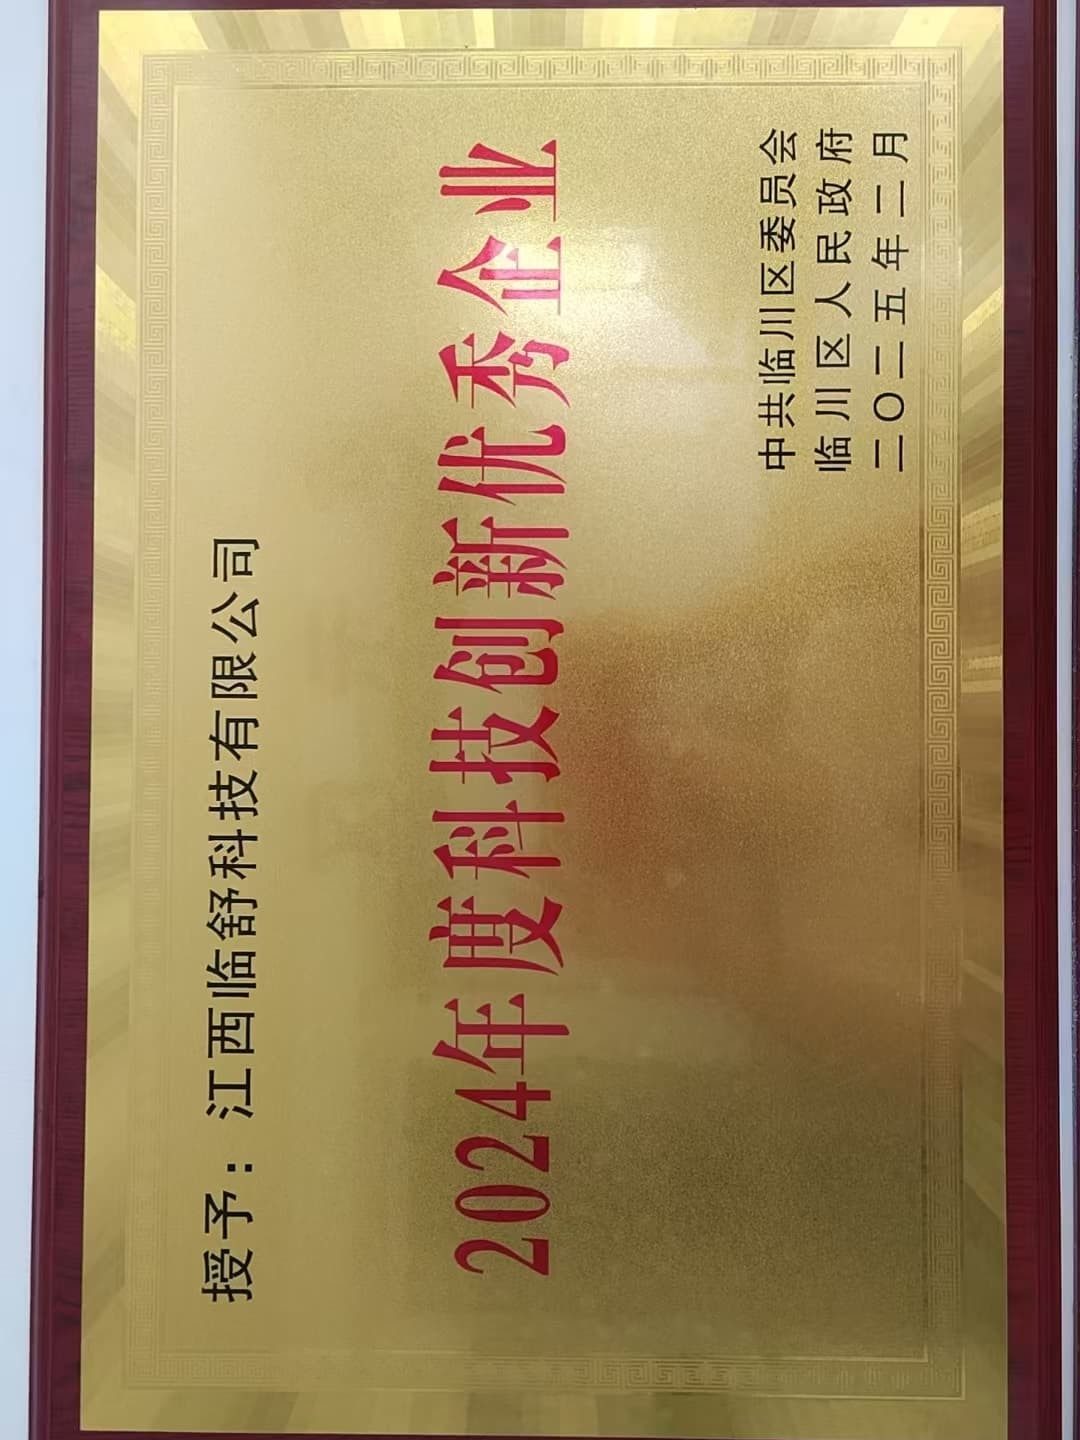 授予：江西临舒科技有限公司
2024年度科技创新优秀企业
中共临川区委员会
临川区人民政府
二〇二五年二月